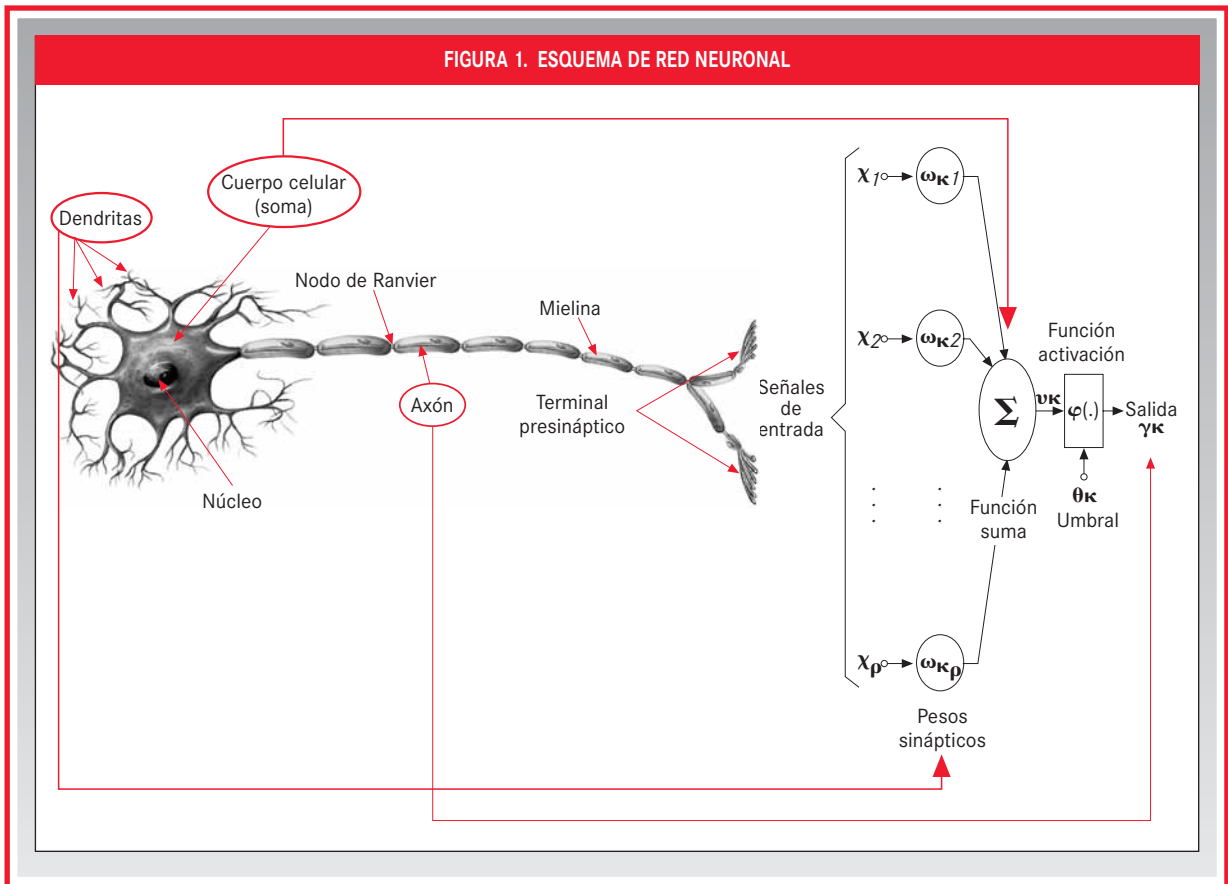 FIGURA 1. ESQUEMA DE RED NEURONAL
Cuerpo celular
(soma)
Dendritas
Nodo de Ranvier
Mielina
Axón
Terminal
presináptico
Núcleo
Señales
de
entrada
χ1
ωκ1
χ2
ωκ2
χρ
ωκρ
Pesos
sinápticos
Σ
Función
suma
υκ
Función
activación
φ(.)
θκ
Umbral
Salida
γκ